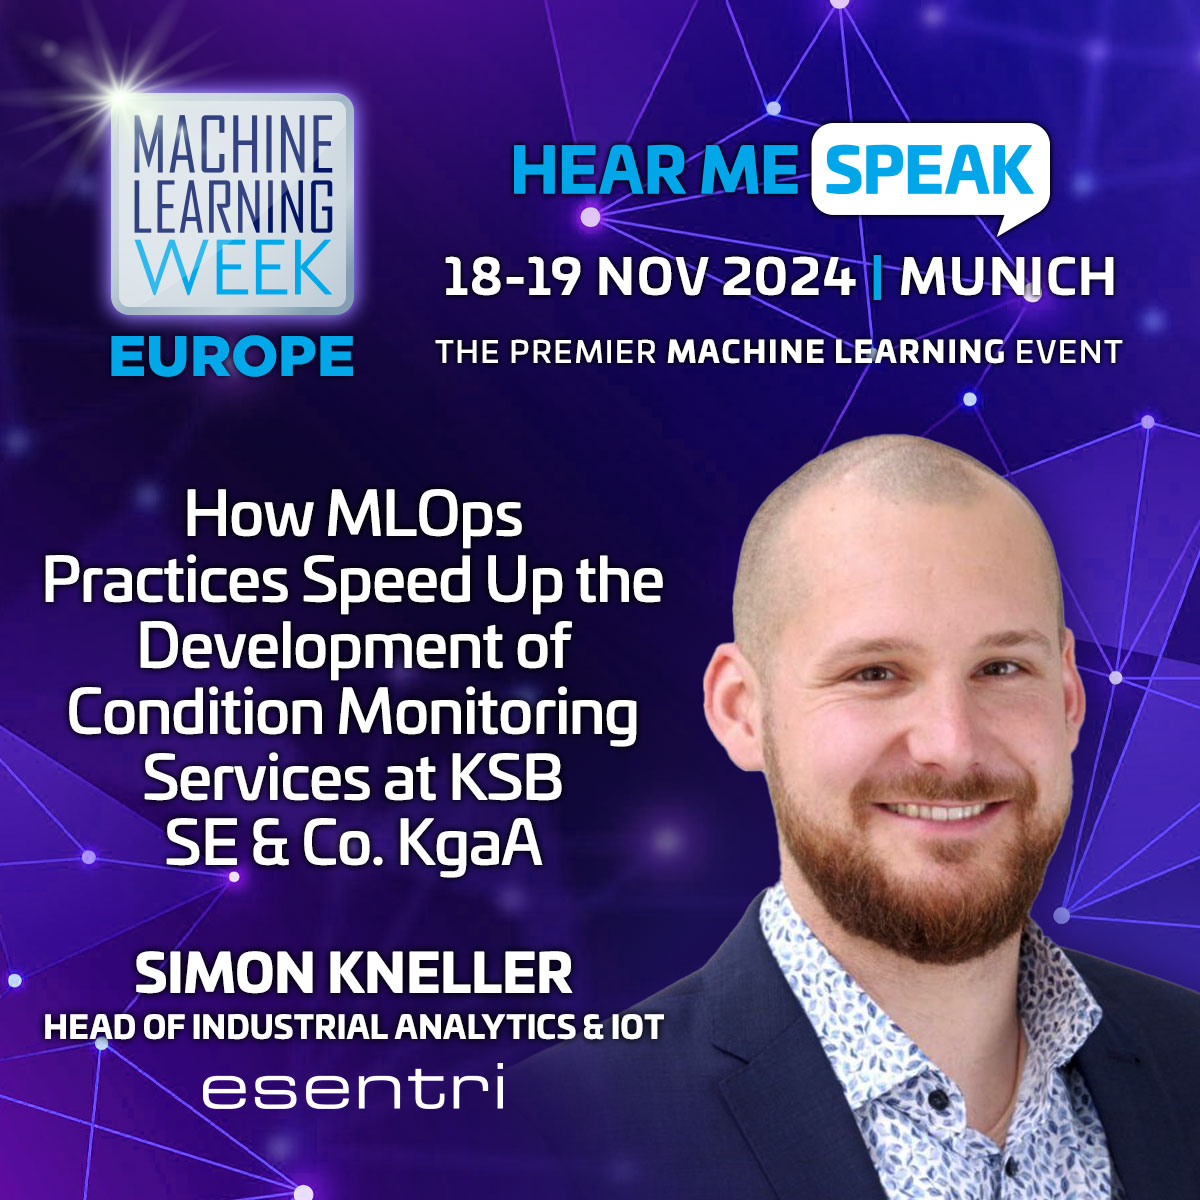 MACHINE
LEARNING
WEEK
EUROPE
HEAR ME SPEAK
18-19 NOV 2024 | MUNICH
THE PREMIER MACHINE LEARNING EVENT
How MLOps
Practices Speed Up the
Development of
Condition Monitoring
Services at KSB
SE & Co. KgaA
SIMON KNELLER
HEAD OF INDUSTRIAL ANALYTICS & IOT
esentri